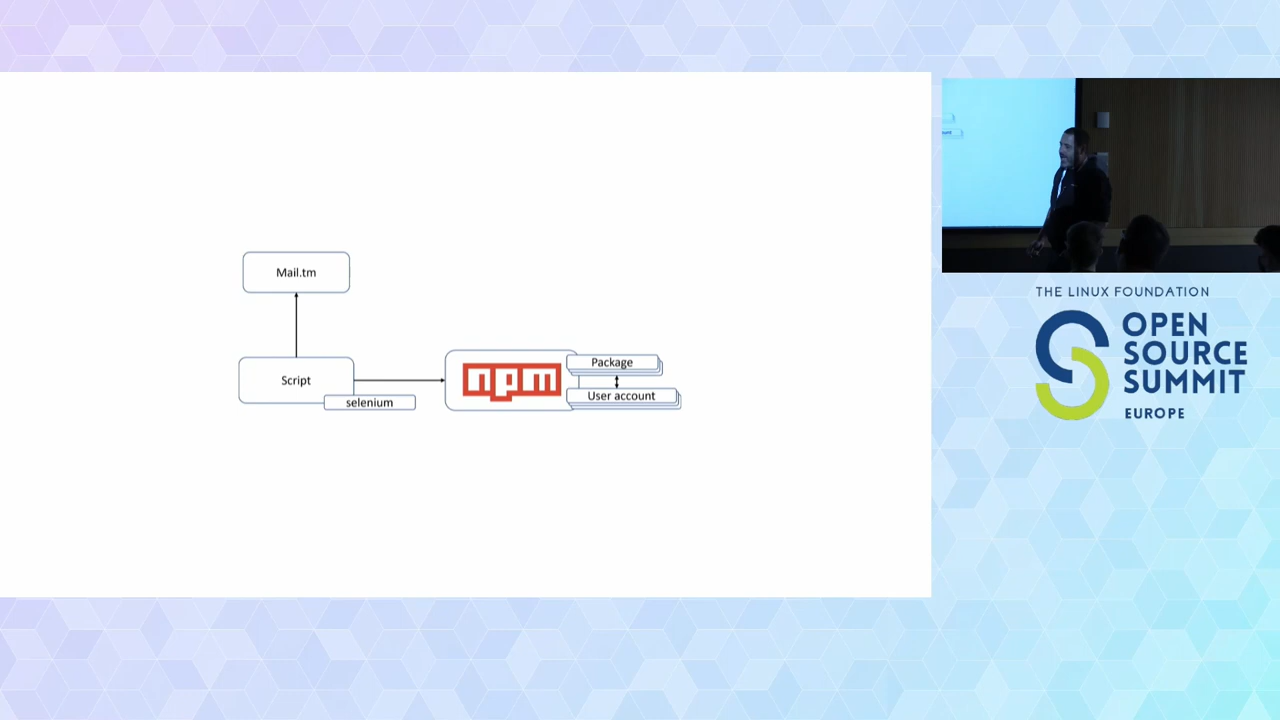 Mail.tm
Script
selenium
npm
Package
User account
THE LINUX FOUNDATION
OPEN
SOURCE
SUMMIT
EUROPE